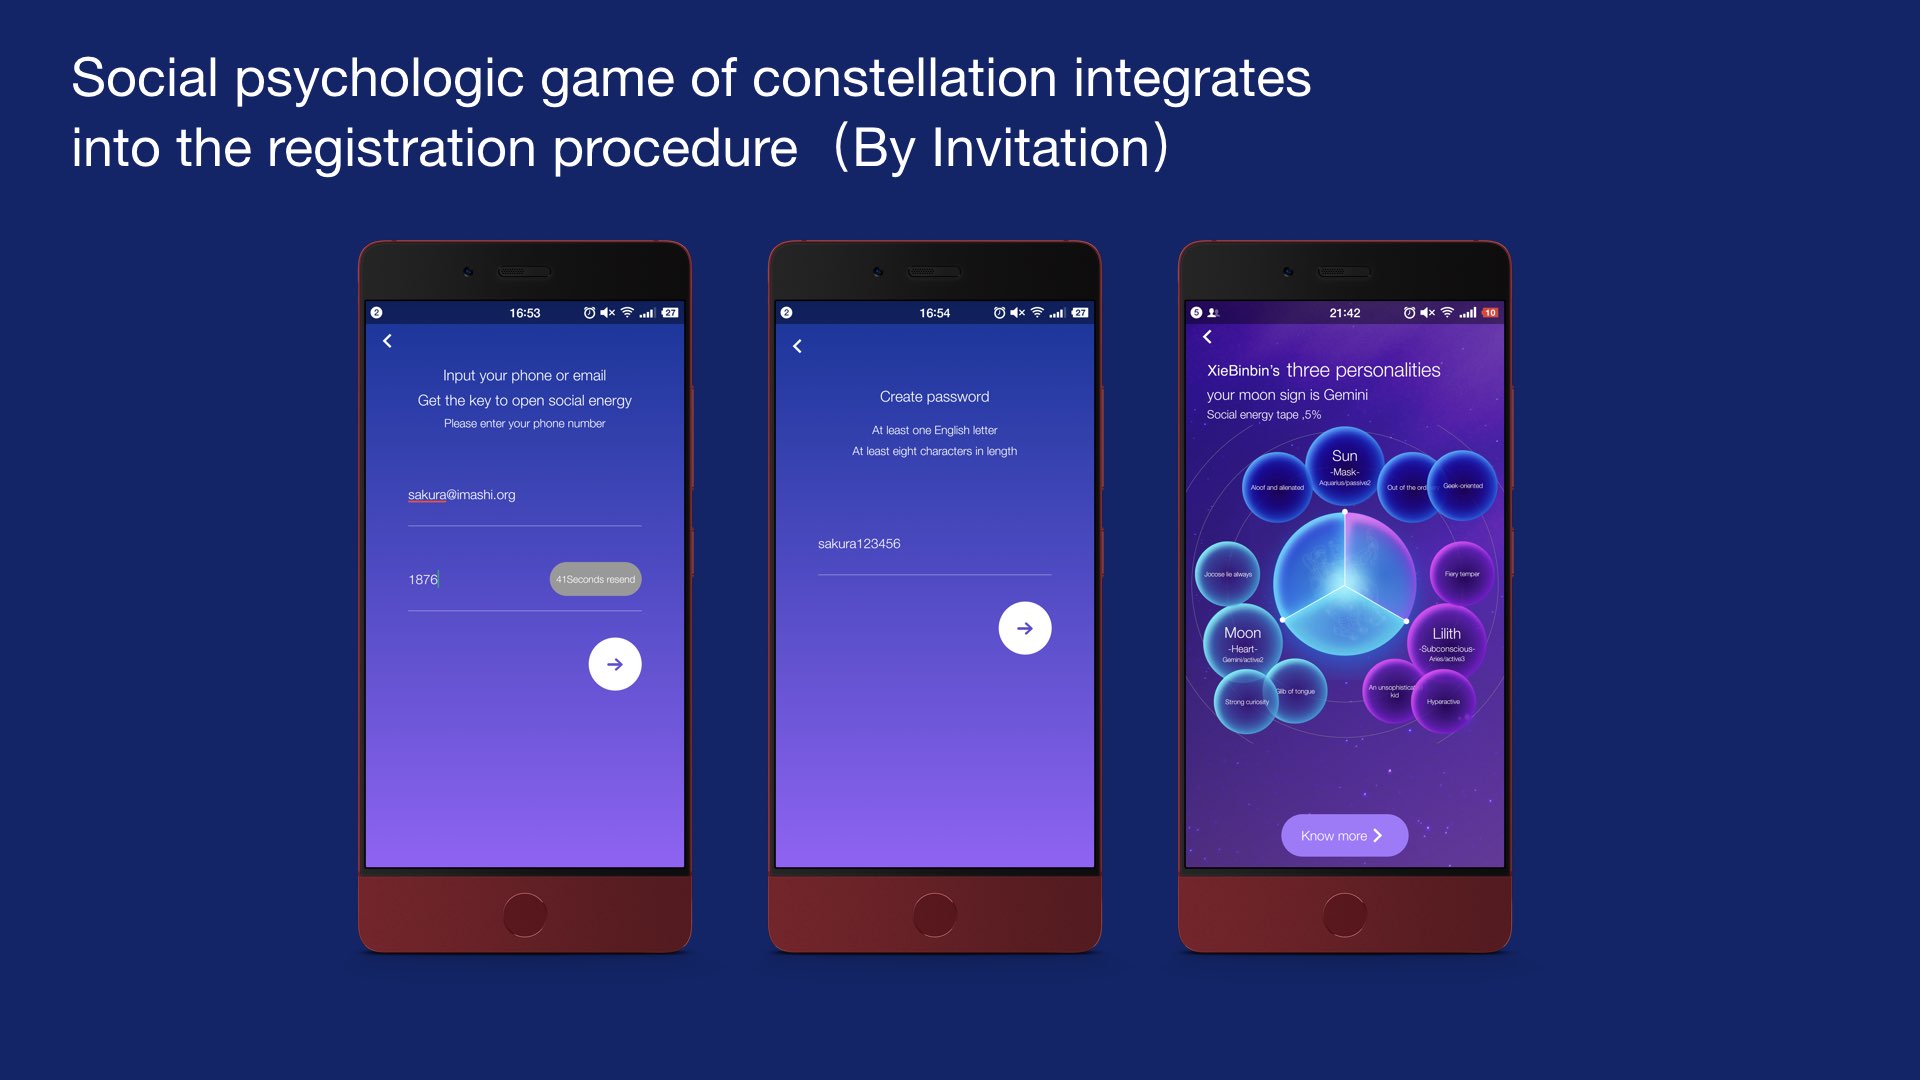 Social psychologic game of constellation integrates
into the registration procedure（By Invitation）
2 16:53 27
Input your phone or email
Get the key to open social energy
Please enter your phone number
sakura@imashi.org
1876 41Seconds resend
2 16:54 27
Create password
At least one English letter
At least eight characters in length
sakura123456
5 21:42 10
XieBinbin's three personalities
your moon sign is Gemini
Social energy tape ,5%
Sun
-Mask-
Aquarius/passive2
Aloof and alienated
Out of the ord
Geek-oriented
Jocose lie always
Fiery temper
Moon
-Heart-
Gemini/active2
Lilith
-Subconscious-
Aries/active3
Strong curiosity
Glib of tongue
An unsophistica
kid
Hyperactive
Know more